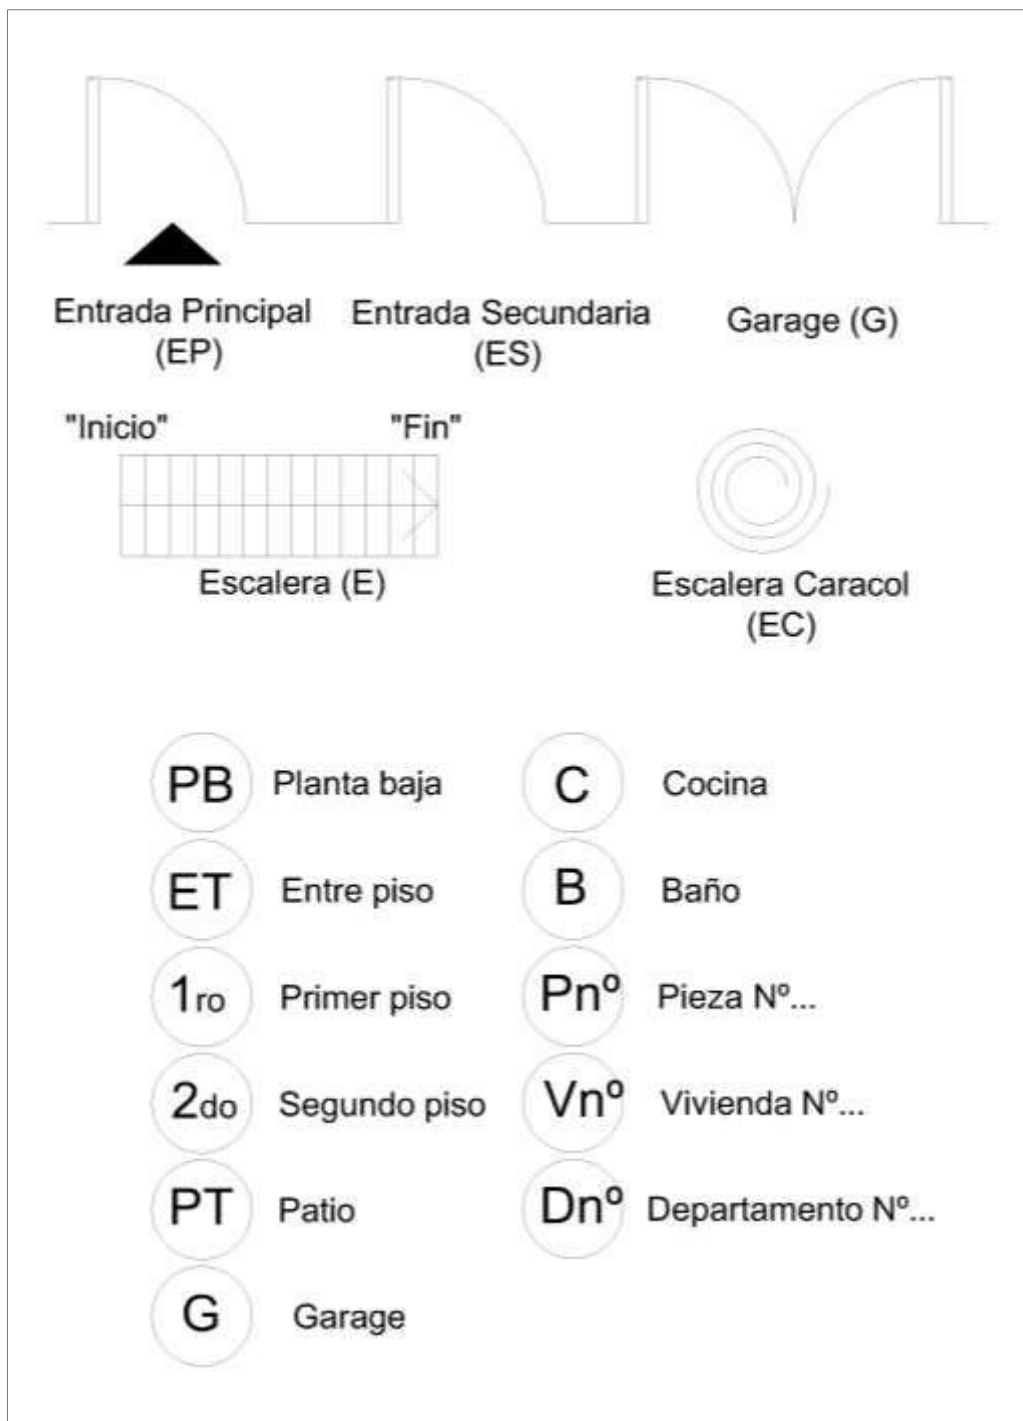 Entrada Principal
(EP)
Entrada Secundaria
(ES)
Garage (G)
"Inicio"
"Fin"
Escalera (E)
Escalera Caracol
(EC)
PB Planta baja
C Cocina
ET Entre piso
B Baño
1ro Primer piso
Pnº Pieza Nº...
2do Segundo piso
Vnº Vivienda Nº...
PT Patio
Dnº Departamento Nº...
G Garage